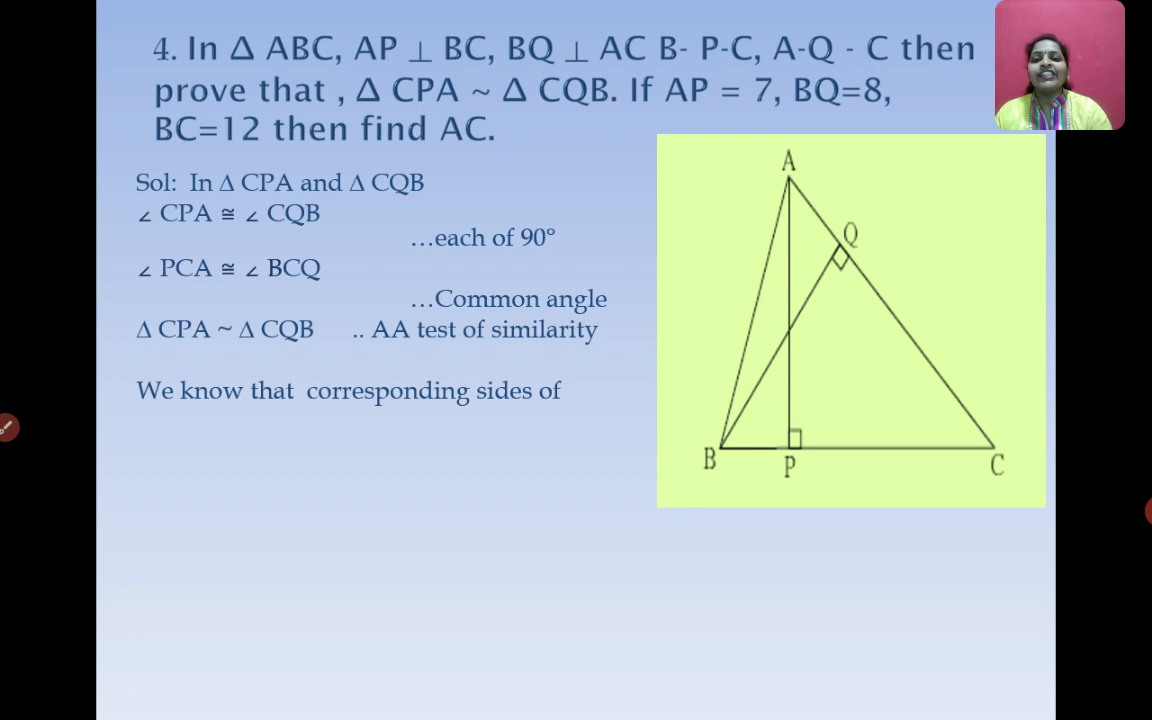 4. In Δ ABC, AP ⊥ BC, BQ ⊥ AC B- P-C, A-Q - C then
prove that , Δ CPA ~ Δ CQB. If AP = 7, BQ=8,
BC=12 then find AC.
Sol: In Δ CPA and Δ CQB
∠ CPA ≅ ∠ CQB
...each of 90°
∠ PCA ≅ ∠ BCQ
...Common angle
Δ CPA ~ Δ CQB .. AA test of similarity
We know that corresponding sides of
A
Q
B
P
C